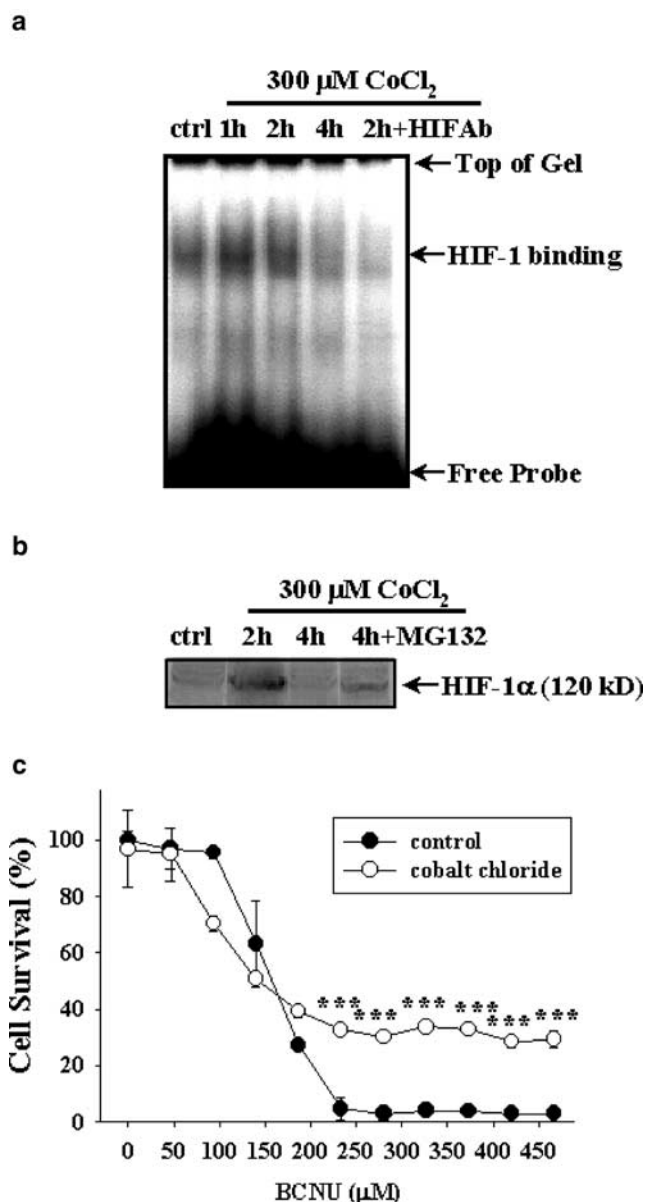 a
300 μM CoCl2
ctrl 1h 2h 4h 2h+HIFAb
Top of Gel
HIF-1 binding
Free Probe
b
300 μM CoCl2
ctrl 2h 4h 4h+MG132
HIF-1α (120 kD)
c
control
cobalt chloride
Cell Survival (%)
100
80
60
40
20
0
*** *** *** *** *** ***
0 50 100 150 200 250 300 350 400 450
BCNU (μM)